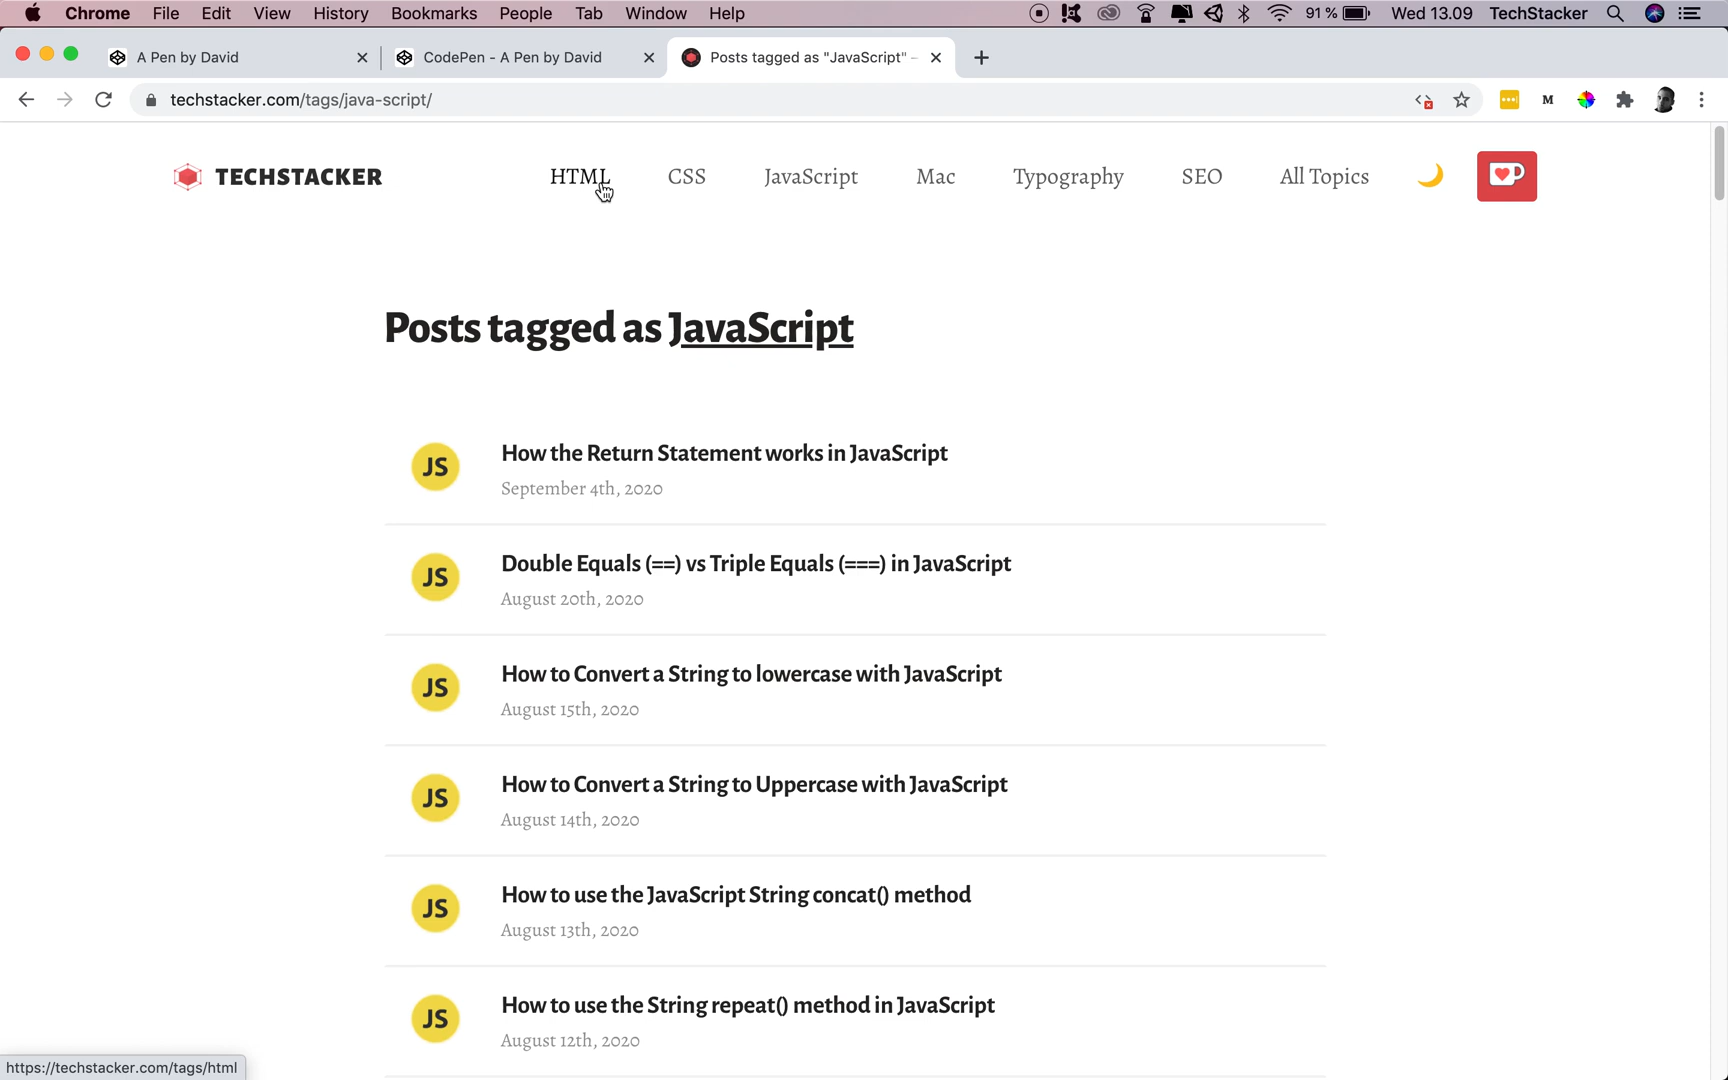 Chrome File Edit View History Bookmarks People Tab Window Help 91% Wed 13.09 TechStacker
A Pen by David
CodePen - A Pen by David
Posts tagged as "JavaScript" –
techstacker.com/tags/java-script/
M
TECHSTACKER
HTML CSS JavaScript Mac Typography SEO All Topics
Posts tagged as JavaScript
JS
How the Return Statement works in JavaScript
September 4th, 2020
JS
Double Equals (==) vs Triple Equals (===) in JavaScript
August 20th, 2020
JS
How to Convert a String to lowercase with JavaScript
August 15th, 2020
JS
How to Convert a String to Uppercase with JavaScript
August 14th, 2020
JS
How to use the JavaScript String concat() method
August 13th, 2020
JS
How to use the String repeat() method in JavaScript
August 12th, 2020
https://techstacker.com/tags/html